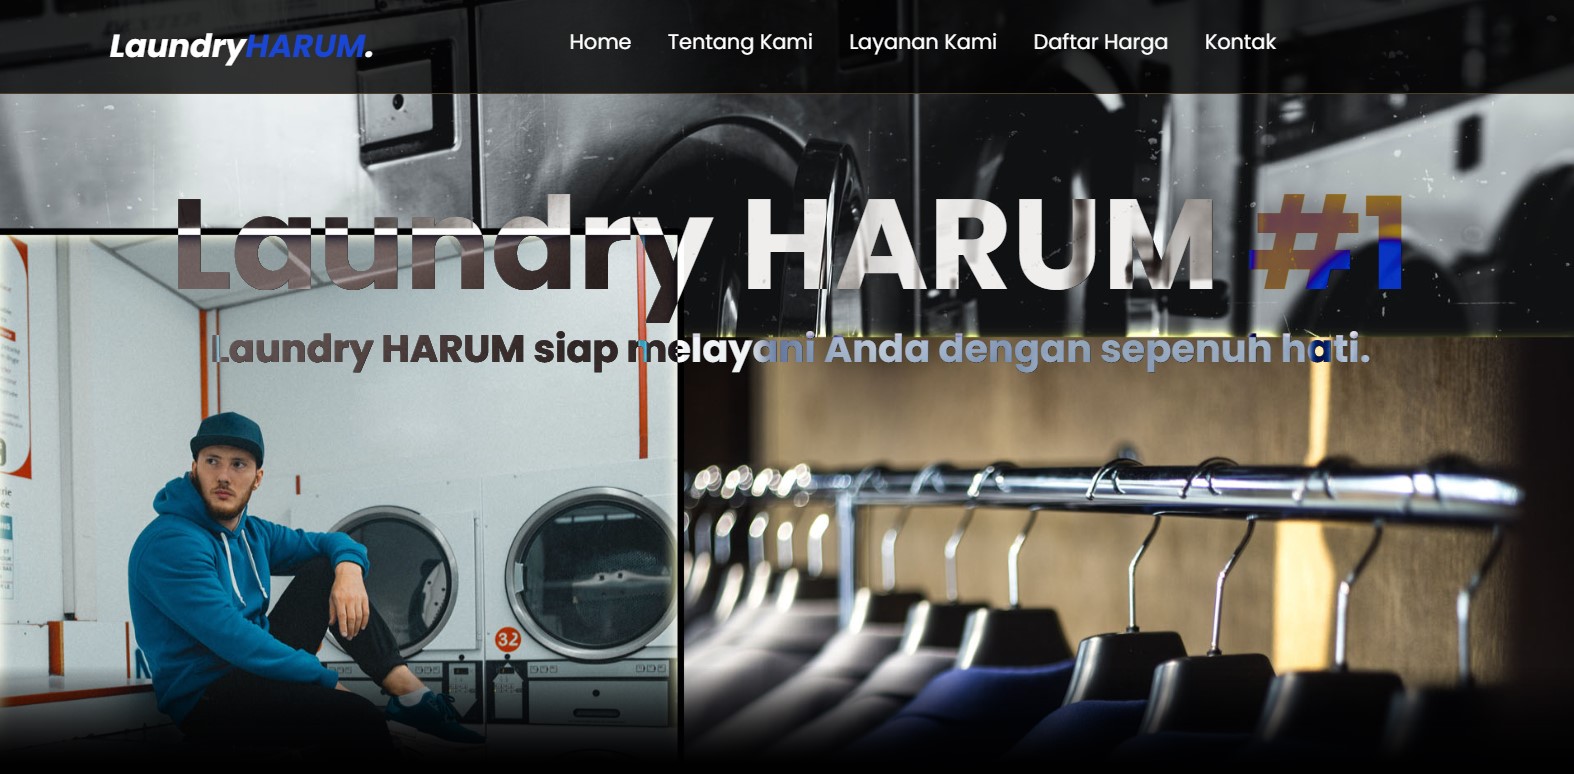 LaundryHARUM.
Home Tentang Kami Layanan Kami Daftar Harga Kontak
Laundry HARUM #1
Laundry HARUM siap melayani Anda dengan sepenuh hati.
32